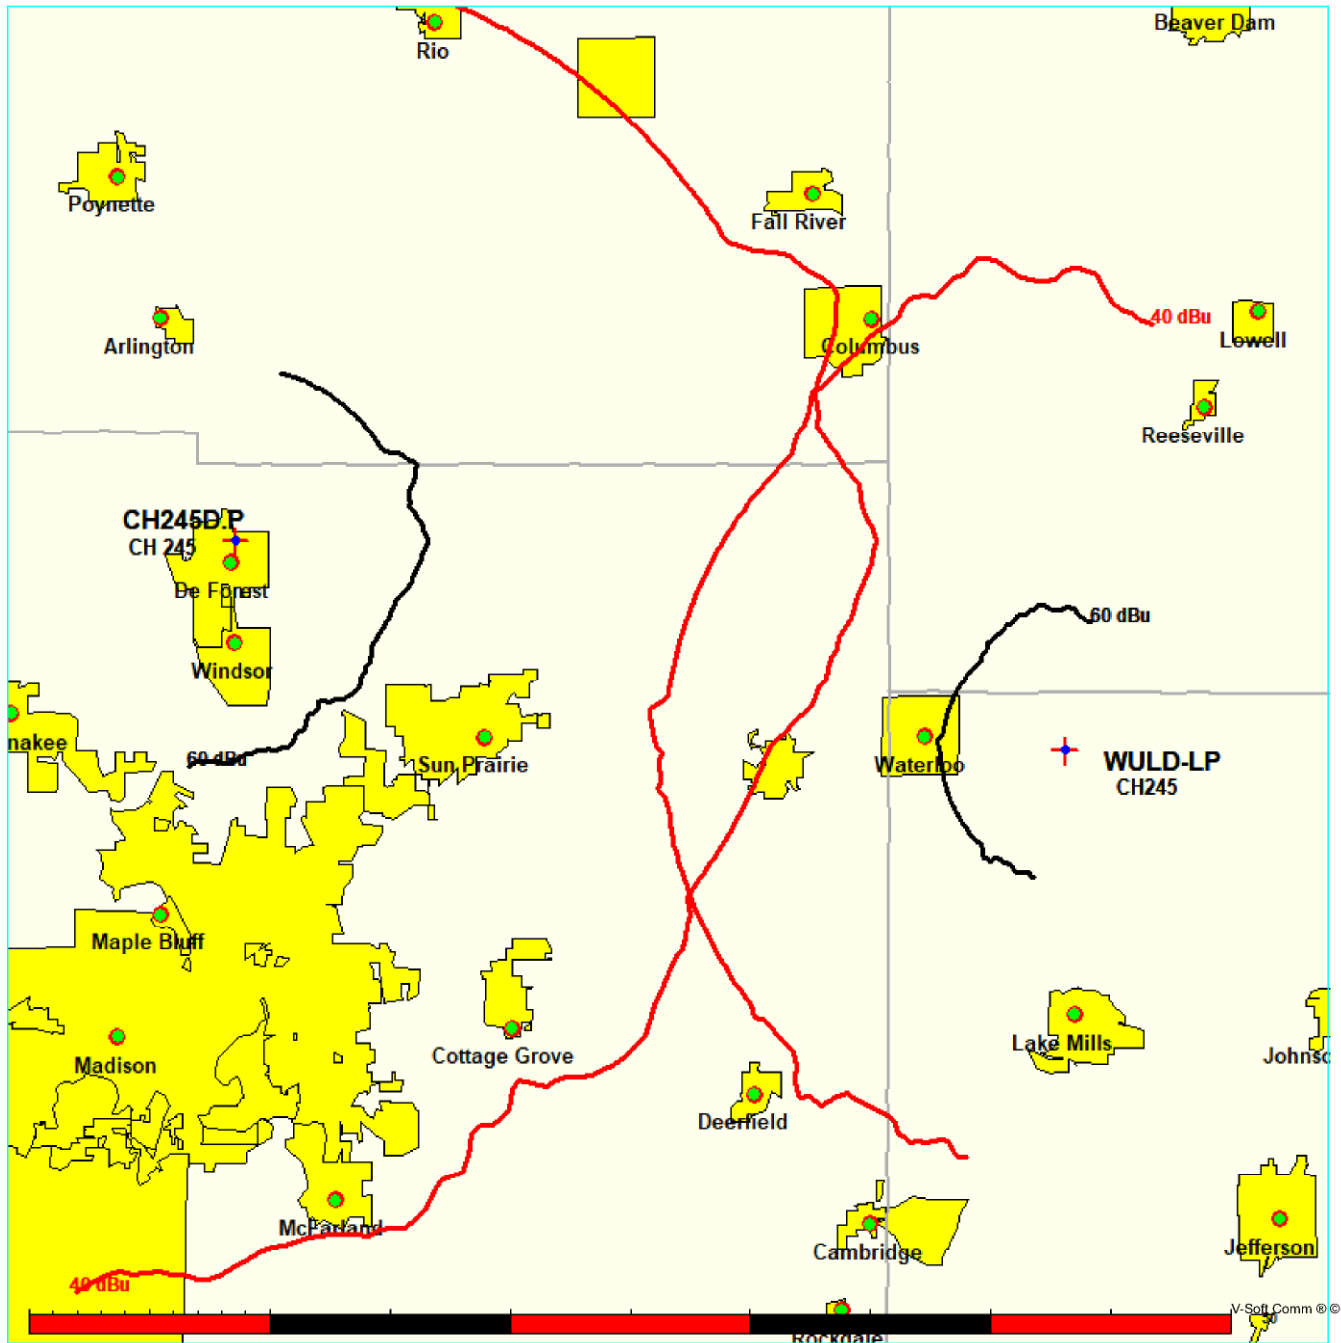 Beaver Dam
Rio
Poynette
Fall River
40 dBu
Lowell
Arlington
Columbus
Reeseville
CH245D.P
CH 245
De Forest
60 dBu
Windsor
nakee
60 dBu
Sun Prairie
Waterloo
WULD-LP
CH245
Maple Bluff
Madison
Cottage Grove
Lake Mills
Johnsc
Deerfield
McFarland
Cambridge
Jefferson
40 dBu
V-Soft Comm ® ©
Rockdale